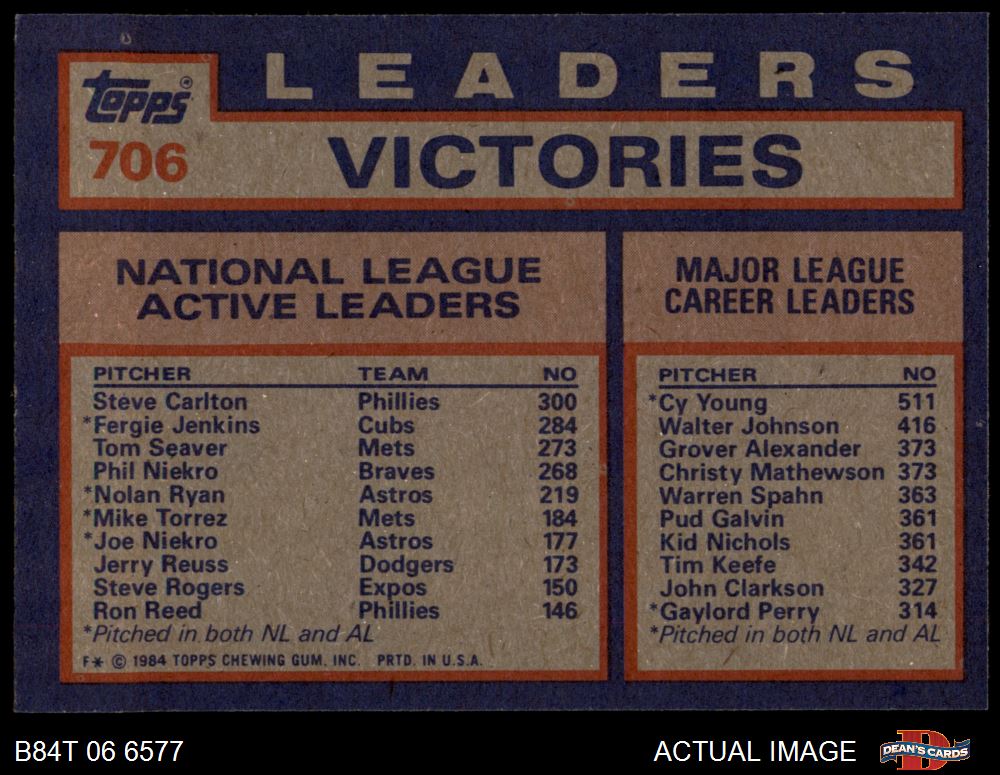 LEADERS
topps®
706
VICTORIES
NATIONAL LEAGUE
ACTIVE LEADERS
PITCHER TEAM NO
Steve Carlton Phillies 300
*Fergie Jenkins Cubs 284
Tom Seaver Mets 273
Phil Niekro Braves 268
*Nolan Ryan Astros 219
*Mike Torrez Mets 184
*Joe Niekro Astros 177
Jerry Reuss Dodgers 173
Steve Rogers Expos 150
Ron Reed Phillies 146
*Pitched in both NL and AL
F* © 1984 TOPPS CHEWING GUM, INC. PRTD. IN U.S.A.
MAJOR LEAGUE
CAREER LEADERS
PITCHER NO
*Cy Young 511
Walter Johnson 416
Grover Alexander 373
Christy Mathewson 373
Warren Spahn 363
Pud Galvin 361
Kid Nichols 361
Tim Keefe 342
John Clarkson 327
*Gaylord Perry 314
*Pitched in both NL and AL
B84T 06 6577
ACTUAL IMAGE
DEAN'S CARDS